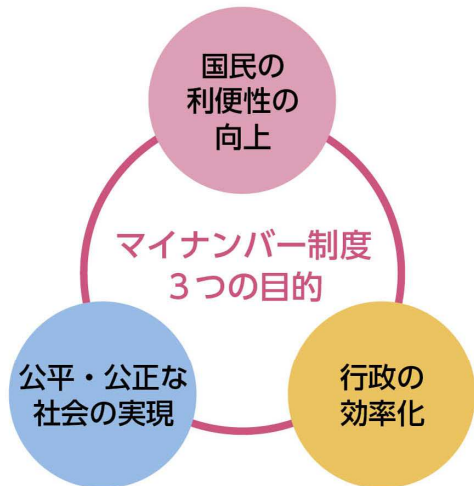 国民の
利便性の
向上
マイナンバー制度
３つの目的
公平・公正な
社会の実現
行政の
効率化